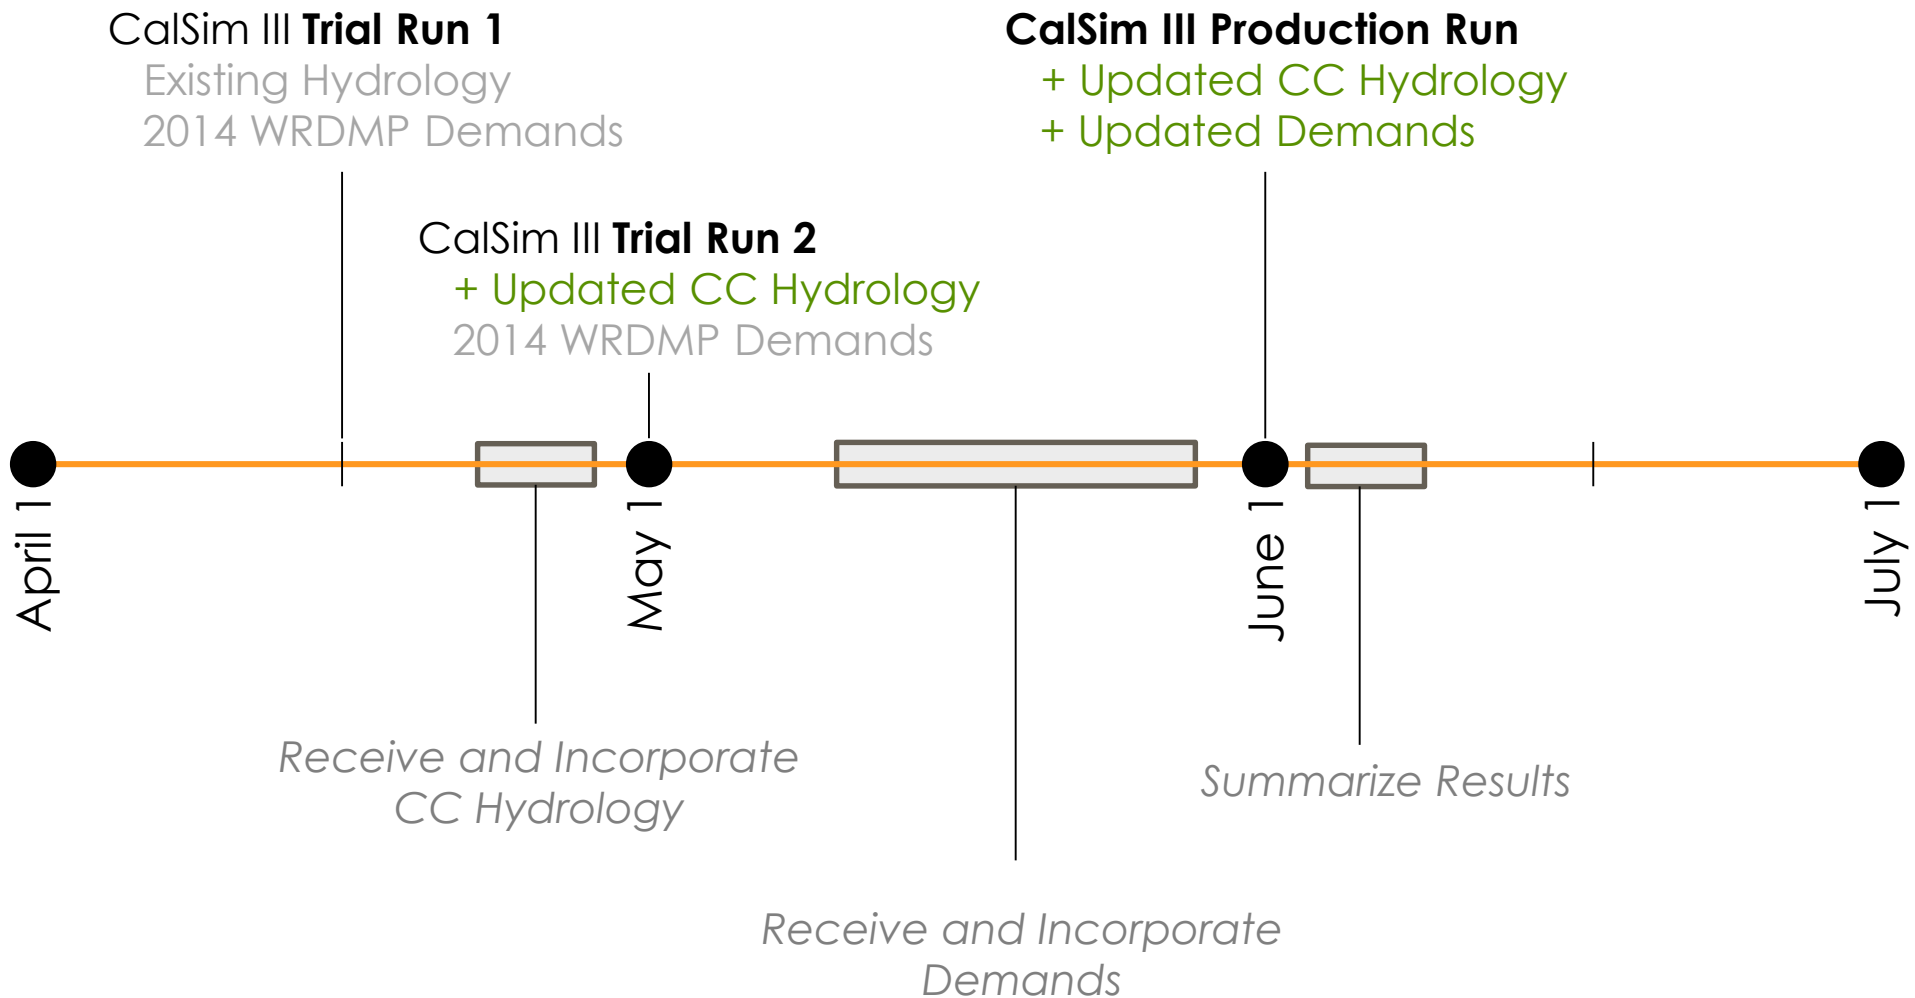 CalSim III Trial Run 1
Existing Hydrology
2014 WRDMP Demands
CalSim III Production Run
+ Updated CC Hydrology
+ Updated Demands
CalSim III Trial Run 2
+ Updated CC Hydrology
2014 WRDMP Demands
April 1
May 1
June 1
July 1
Receive and Incorporate
CC Hydrology
Summarize Results
Receive and Incorporate
Demands